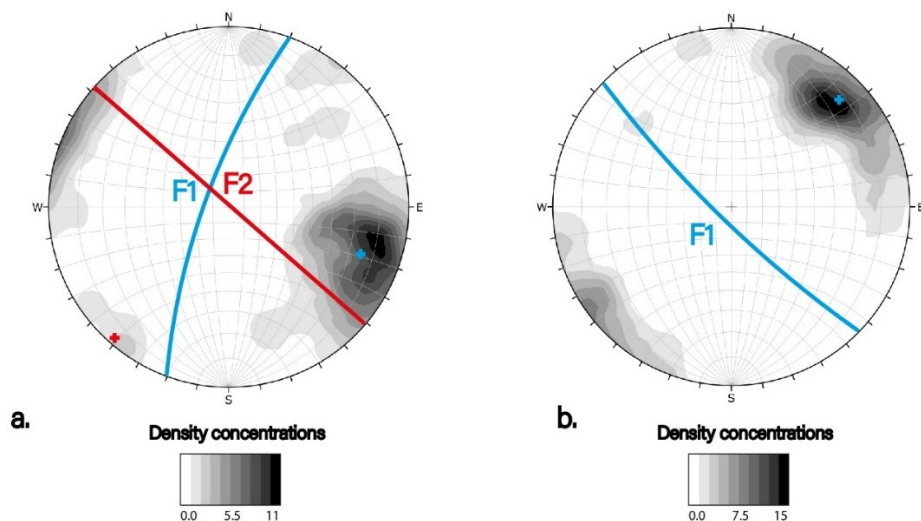 N
F1
F2
W
E
S
a.
Density concentrations
0.0 5.5 11
N
F1
W
E
S
b.
Density concentrations
0.0 7.5 15